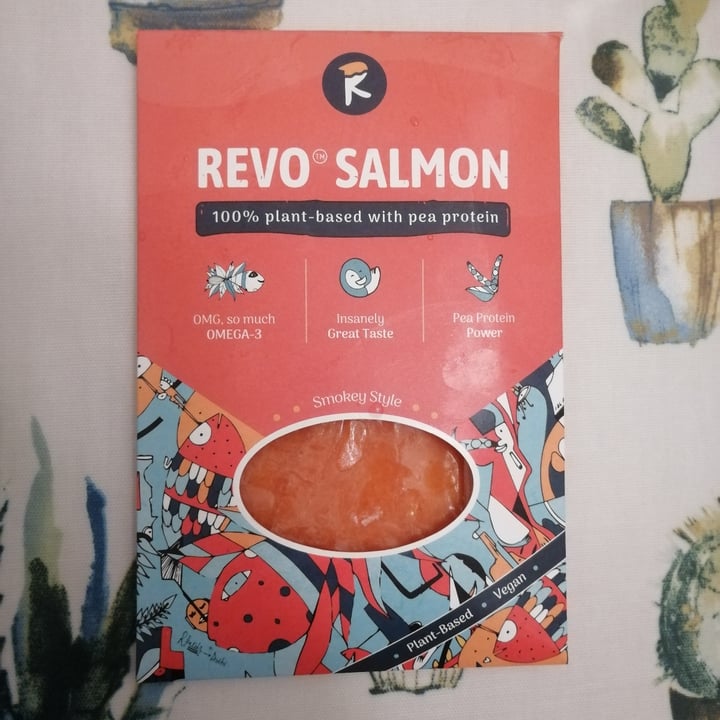 R
REVO™ SALMON
100% plant-based with pea protein
OMG, so much
OMEGA-3
Insanely
Great Taste
Pea Protein
Power
Smokey Style
Plant-Based • Vegan